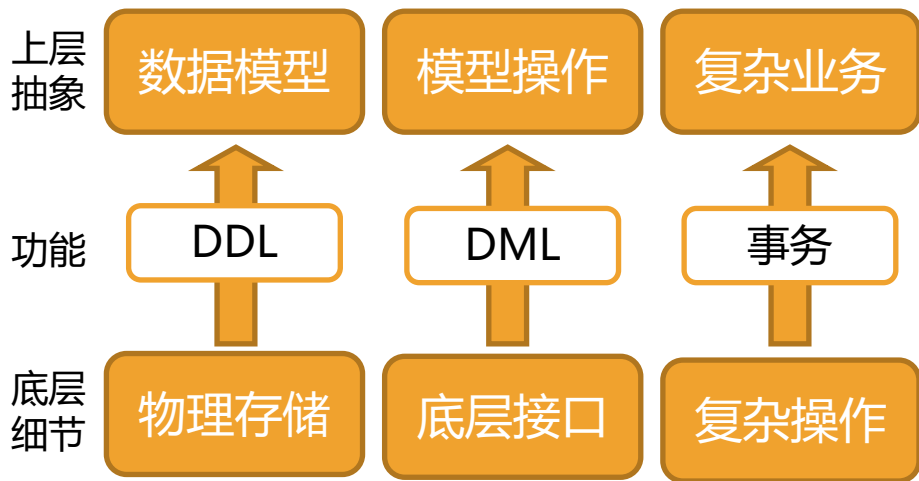 上层
抽象
数据模型
模型操作
复杂业务
功能
DDL
DML
事务
底层
细节
物理存储
底层接口
复杂操作